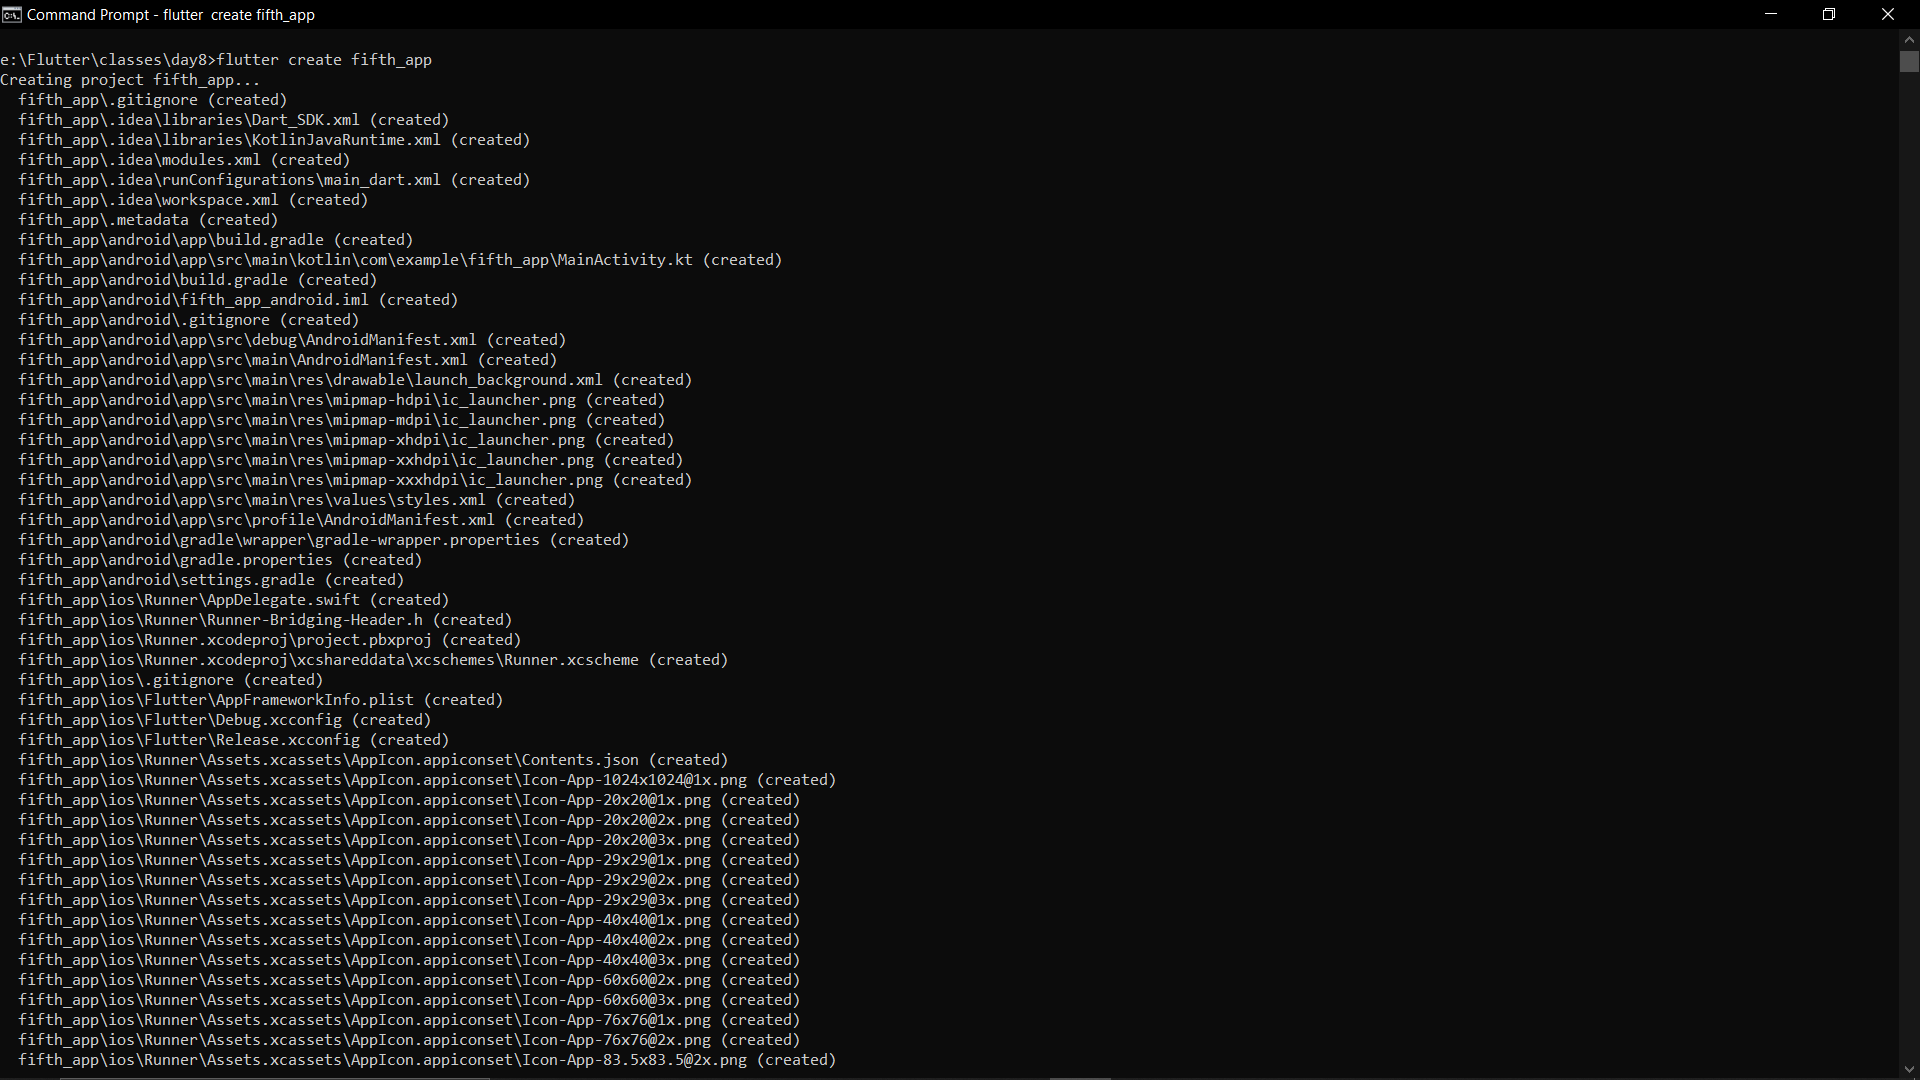 Command Prompt - flutter  create fifth_app
e:\Flutter\classes\day8>flutter create fifth_app
Creating project fifth_app...
  fifth_app\.gitignore (created)
  fifth_app\.idea\libraries\Dart_SDK.xml (created)
  fifth_app\.idea\libraries\KotlinJavaRuntime.xml (created)
  fifth_app\.idea\modules.xml (created)
  fifth_app\.idea\runConfigurations\main_dart.xml (created)
  fifth_app\.idea\workspace.xml (created)
  fifth_app\.metadata (created)
  fifth_app\android\app\build.gradle (created)
  fifth_app\android\app\src\main\kotlin\com\example\fifth_app\MainActivity.kt (created)
  fifth_app\android\build.gradle (created)
  fifth_app\android\fifth_app_android.iml (created)
  fifth_app\android\.gitignore (created)
  fifth_app\android\app\src\debug\AndroidManifest.xml (created)
  fifth_app\android\app\src\main\AndroidManifest.xml (created)
  fifth_app\android\app\src\main\res\drawable\launch_background.xml (created)
  fifth_app\android\app\src\main\res\mipmap-hdpi\ic_launcher.png (created)
  fifth_app\android\app\src\main\res\mipmap-mdpi\ic_launcher.png (created)
  fifth_app\android\app\src\main\res\mipmap-xhdpi\ic_launcher.png (created)
  fifth_app\android\app\src\main\res\mipmap-xxhdpi\ic_launcher.png (created)
  fifth_app\android\app\src\main\res\mipmap-xxxhdpi\ic_launcher.png (created)
  fifth_app\android\app\src\main\res\values\styles.xml (created)
  fifth_app\android\app\src\profile\AndroidManifest.xml (created)
  fifth_app\android\gradle\wrapper\gradle-wrapper.properties (created)
  fifth_app\android\gradle.properties (created)
  fifth_app\android\settings.gradle (created)
  fifth_app\ios\Runner\AppDelegate.swift (created)
  fifth_app\ios\Runner\Runner-Bridging-Header.h (created)
  fifth_app\ios\Runner.xcodeproj\project.pbxproj (created)
  fifth_app\ios\Runner.xcodeproj\xcshareddata\xcschemes\Runner.xcscheme (created)
  fifth_app\ios\.gitignore (created)
  fifth_app\ios\Flutter\AppFrameworkInfo.plist (created)
  fifth_app\ios\Flutter\Debug.xcconfig (created)
  fifth_app\ios\Flutter\Release.xcconfig (created)
  fifth_app\ios\Runner\Assets.xcassets\AppIcon.appiconset\Contents.json (created)
  fifth_app\ios\Runner\Assets.xcassets\AppIcon.appiconset\Icon-App-1024x1024@1x.png (created)
  fifth_app\ios\Runner\Assets.xcassets\AppIcon.appiconset\Icon-App-20x20@1x.png (created)
  fifth_app\ios\Runner\Assets.xcassets\AppIcon.appiconset\Icon-App-20x20@2x.png (created)
  fifth_app\ios\Runner\Assets.xcassets\AppIcon.appiconset\Icon-App-20x20@3x.png (created)
  fifth_app\ios\Runner\Assets.xcassets\AppIcon.appiconset\Icon-App-29x29@1x.png (created)
  fifth_app\ios\Runner\Assets.xcassets\AppIcon.appiconset\Icon-App-29x29@2x.png (created)
  fifth_app\ios\Runner\Assets.xcassets\AppIcon.appiconset\Icon-App-29x29@3x.png (created)
  fifth_app\ios\Runner\Assets.xcassets\AppIcon.appiconset\Icon-App-40x40@1x.png (created)
  fifth_app\ios\Runner\Assets.xcassets\AppIcon.appiconset\Icon-App-40x40@2x.png (created)
  fifth_app\ios\Runner\Assets.xcassets\AppIcon.appiconset\Icon-App-40x40@3x.png (created)
  fifth_app\ios\Runner\Assets.xcassets\AppIcon.appiconset\Icon-App-60x60@2x.png (created)
  fifth_app\ios\Runner\Assets.xcassets\AppIcon.appiconset\Icon-App-60x60@3x.png (created)
  fifth_app\ios\Runner\Assets.xcassets\AppIcon.appiconset\Icon-App-76x76@1x.png (created)
  fifth_app\ios\Runner\Assets.xcassets\AppIcon.appiconset\Icon-App-76x76@2x.png (created)
  fifth_app\ios\Runner\Assets.xcassets\AppIcon.appiconset\Icon-App-83.5x83.5@2x.png (created)